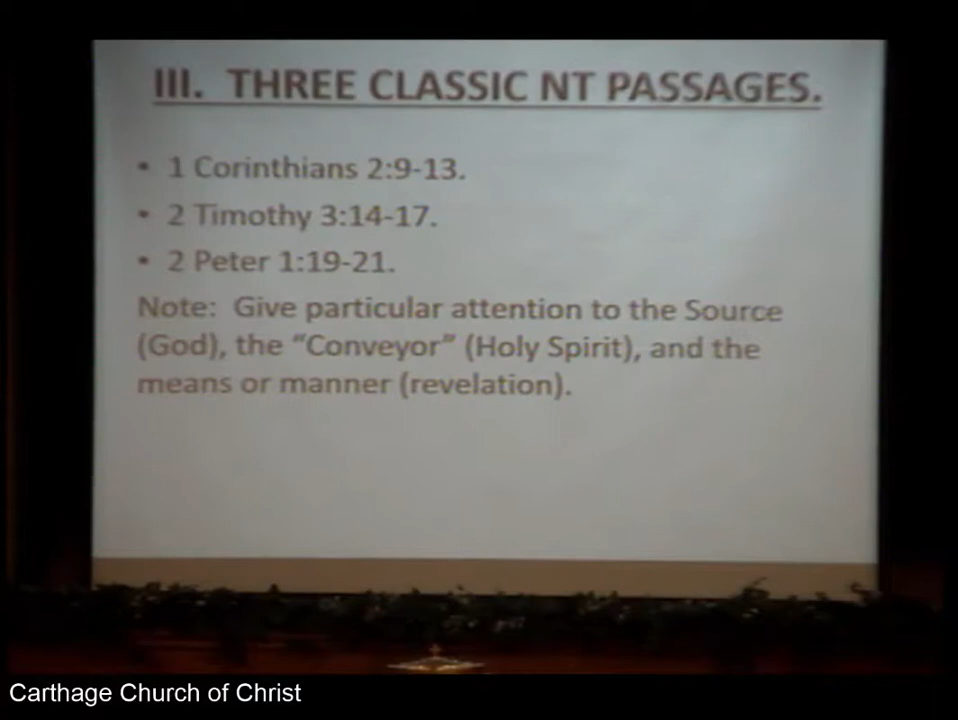 III. THREE CLASSIC NT PASSAGES.
• 1 Corinthians 2:9-13.
• 2 Timothy 3:14-17.
• 2 Peter 1:19-21.
Note: Give particular attention to the Source
(God), the “Conveyor” (Holy Spirit), and the
means or manner (revelation).
Carthage Church of Christ